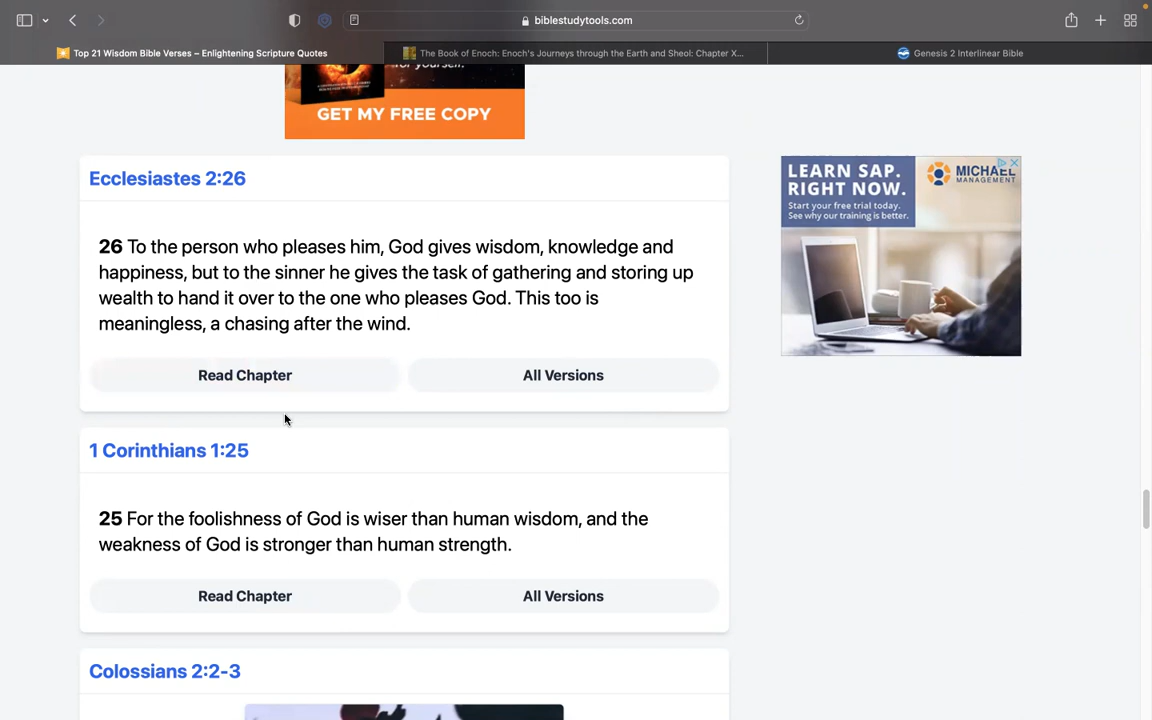 biblestudytools.com
Top 21 Wisdom Bible Verses – Enlightening Scripture Quotes
The Book of Enoch: Enoch's Journeys through the Earth and Sheol: Chapter X...
Genesis 2 Interlinear Bible
for yourself.
GET MY FREE COPY
Ecclesiastes 2:26
26 To the person who pleases him, God gives wisdom, knowledge and
happiness, but to the sinner he gives the task of gathering and storing up
wealth to hand it over to the one who pleases God. This too is
meaningless, a chasing after the wind.
Read Chapter
All Versions
LEARN SAP.
RIGHT NOW.
Start your free trial today.
See why our training is better.
MICHAEL
MANAGEMENT
1 Corinthians 1:25
25 For the foolishness of God is wiser than human wisdom, and the
weakness of God is stronger than human strength.
Read Chapter
All Versions
Colossians 2:2-3